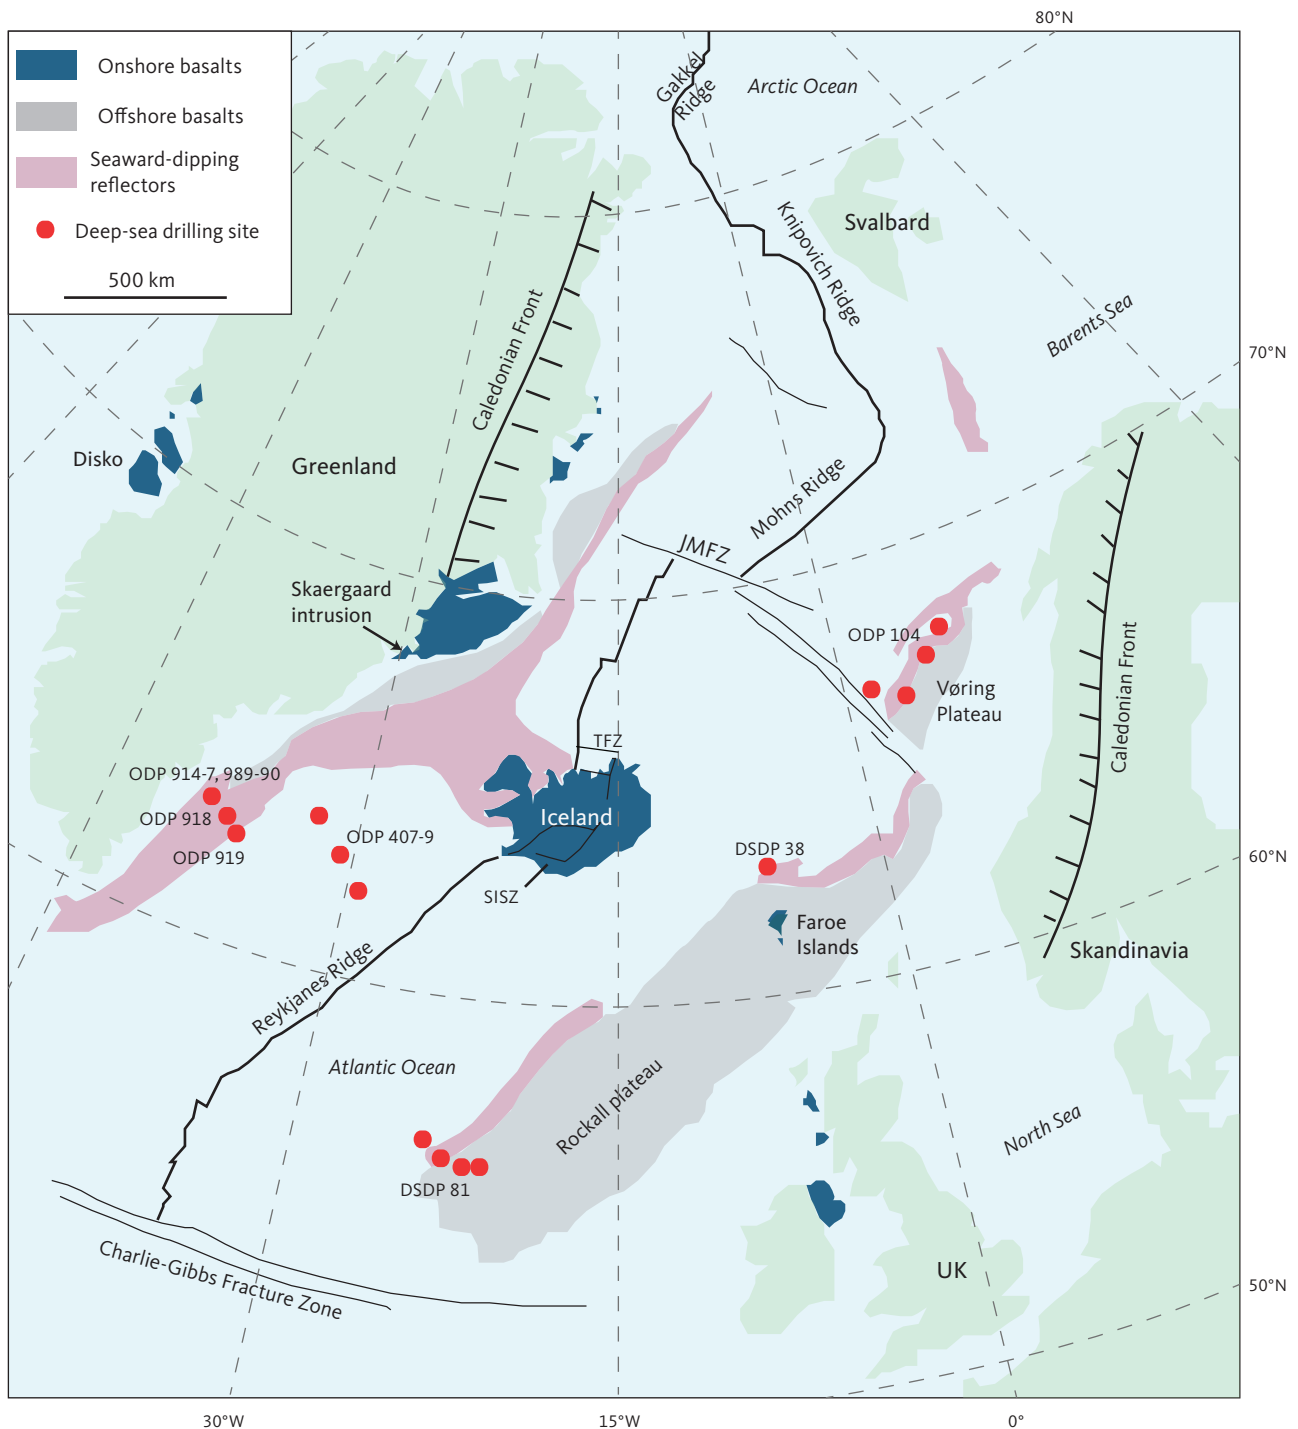 80°N
Onshore basalts
Offshore basalts
Seaward-dipping
reflectors
Deep-sea drilling site
500 km
Gakkel
Ridge
Arctic Ocean
Svalbard
Knipovich Ridge
Barents Sea
70°N
Caledonian Front
Disko
Greenland
Mohns Ridge
JMFZ
Skaergaard
intrusion
ODP 104
Vøring
Plateau
Caledonian Front
TFZ
ODP 914-7, 989-90
ODP 918
ODP 919
ODP 407-9
Iceland
SISZ
DSDP 38
60°N
Faroe
Islands
Skandinavia
Reykjanes Ridge
Atlantic Ocean
Rockall plateau
North Sea
DSDP 81
Charlie-Gibbs Fracture Zone
UK
50°N
30°W
15°W
0°